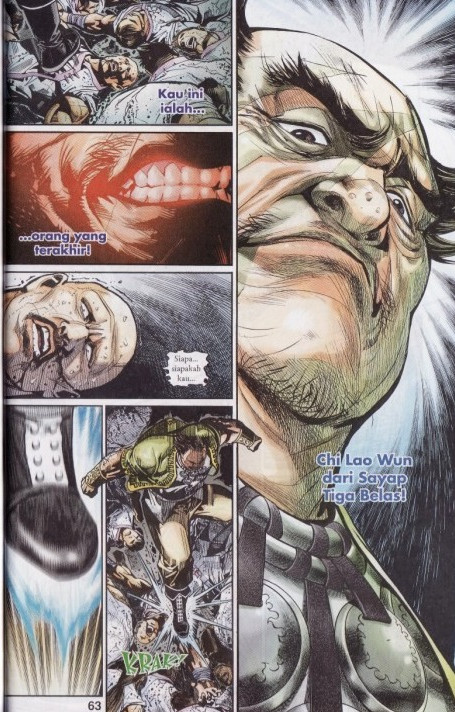 Kau ini
ialah...
...orang yang
terakhir!
Siapa...
siapakah
kau...
KRAK!
Chi Lao Wun
dari Sayap
Tiga Belas!
63